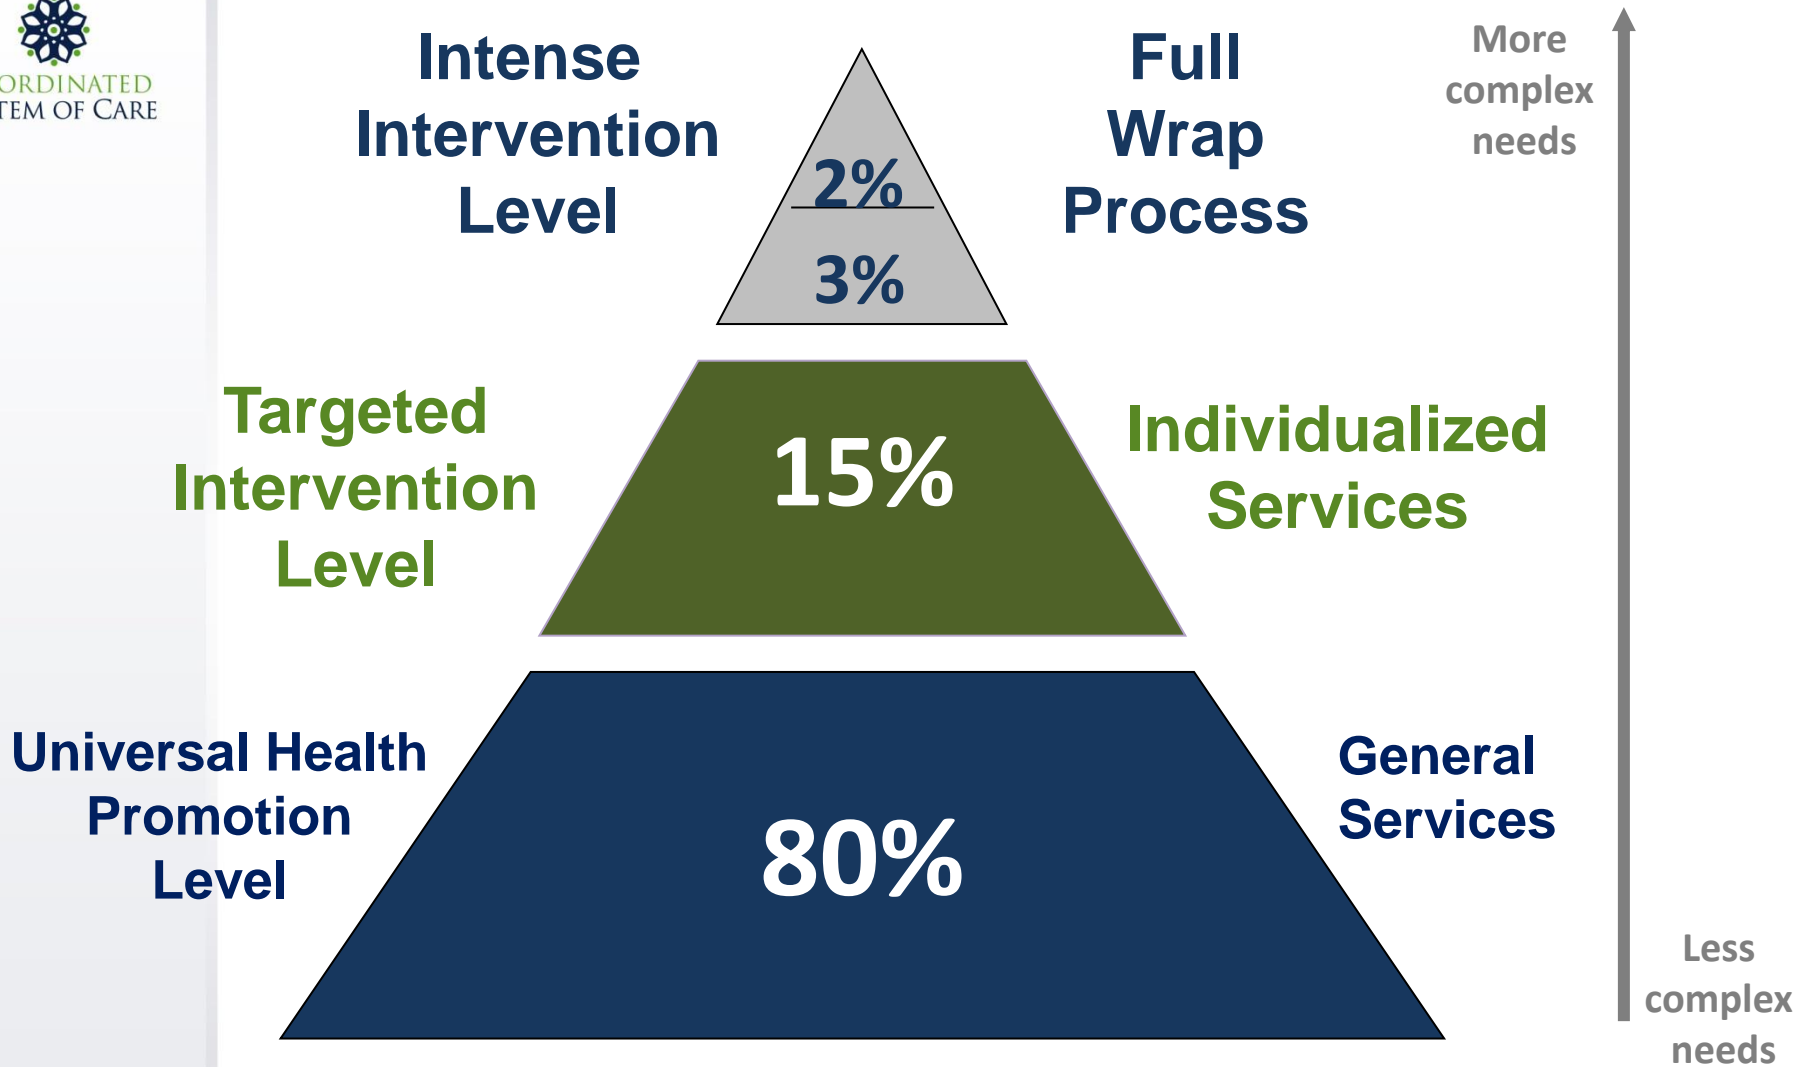 ORDINATED
TEM OF CARE
Intense
Intervention
Level
2%
3%
Full
Wrap
Process
More
complex
needs
Targeted
Intervention
Level
15%
Individualized
Services
Universal Health
Promotion
Level
80%
General
Services
Less
complex
needs